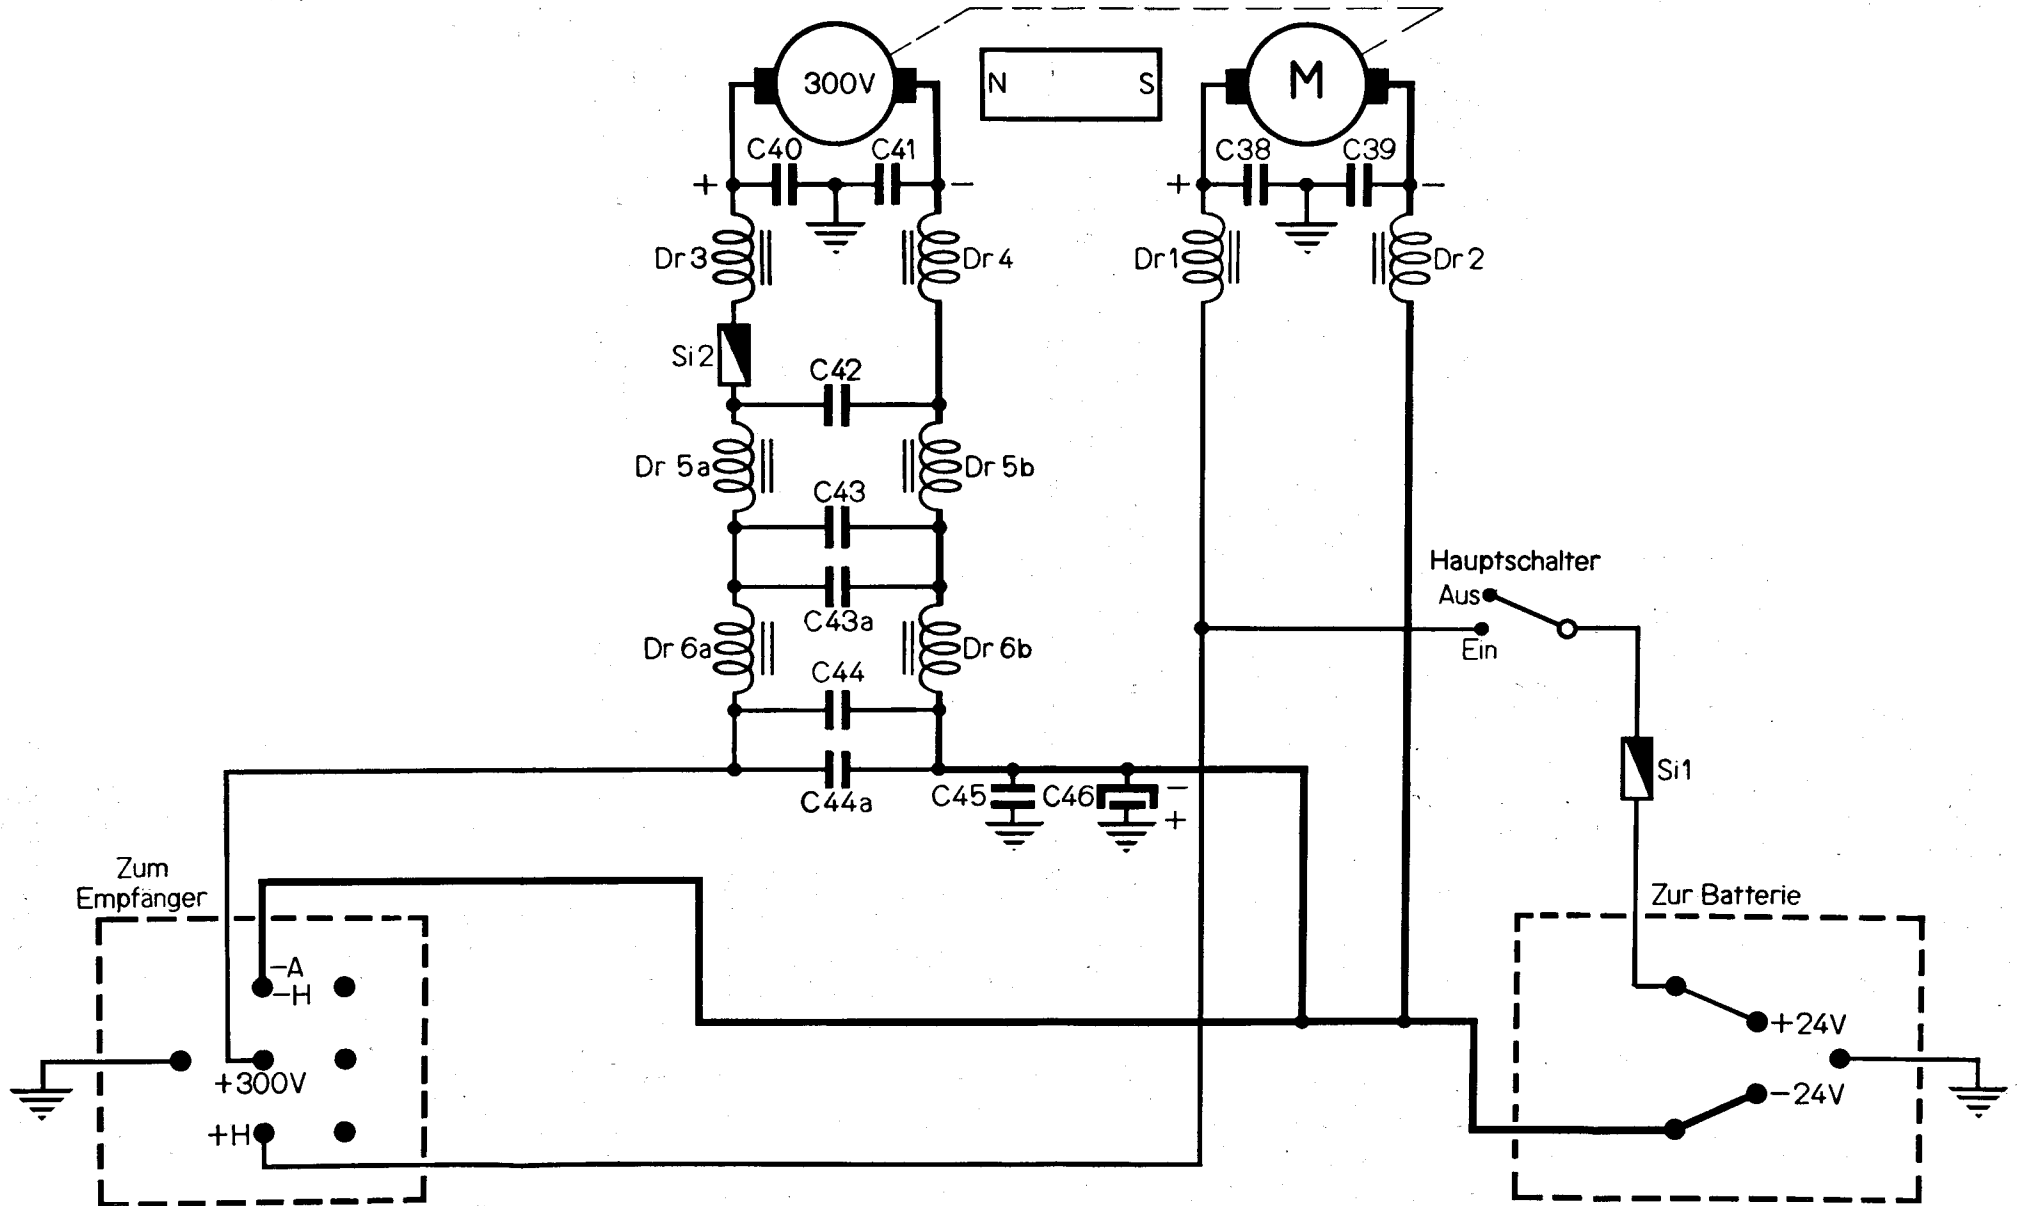 300V
N S
M
C40 C41
C38 C39
+ −
+ −
Dr3
Dr4
Dr1
Dr2
Si2
C42
Dr 5a
Dr 5b
C43
C43a
Dr 6a
Dr 6b
C44
C44a
C45
C46
−
+
Hauptschalter
Aus
Ein
Si1
Zum
Empfänger
−A
−H
+300V
+H
Zur Batterie
+24V
−24V